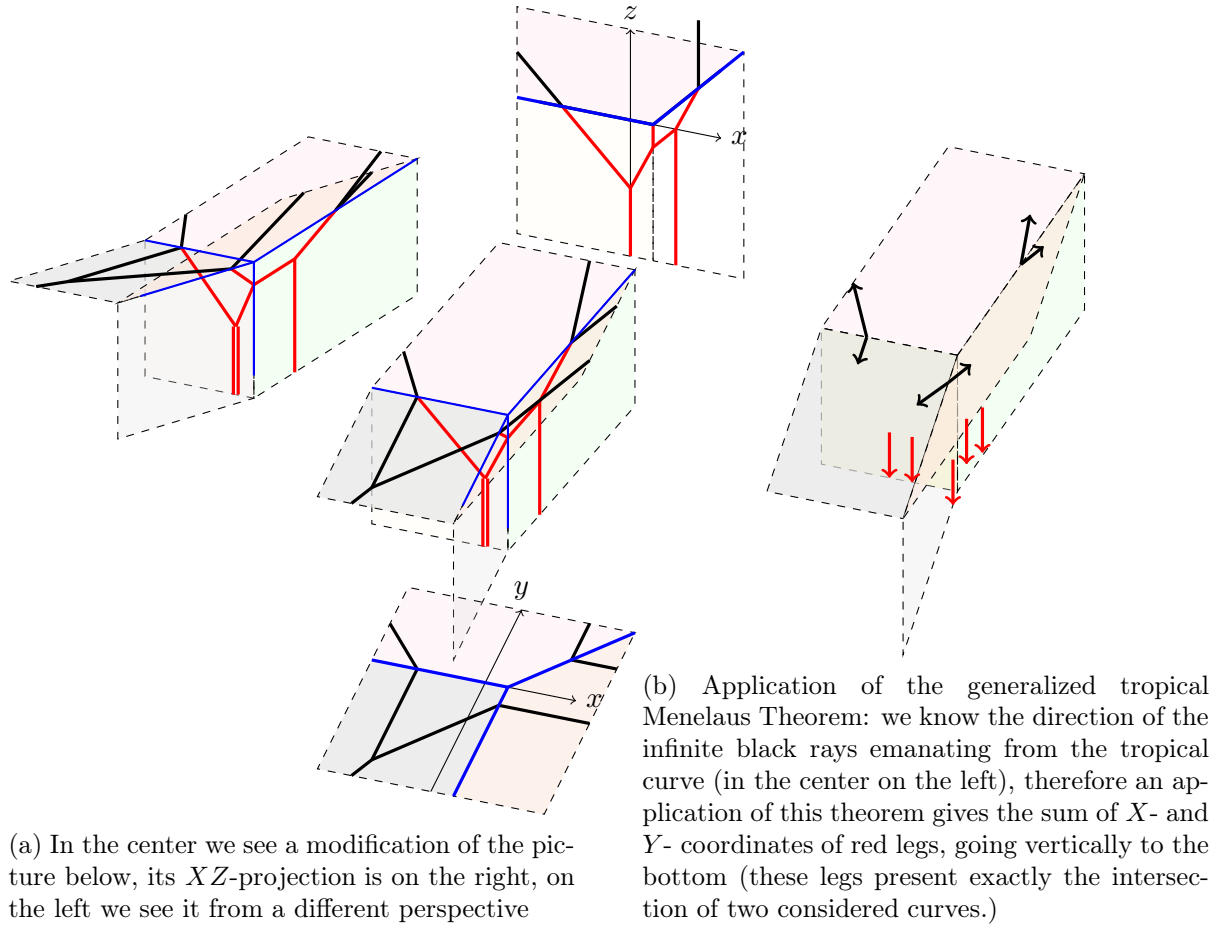 z
x
y
x
(a) In the center we see a modification of the pic-
ture below, its XZ-projection is on the right, on
the left we see it from a different perspective
(b) Application of the generalized tropical
Menelaus Theorem: we know the direction of the
infinite black rays emanating from the tropical
curve (in the center on the left), therefore an ap-
plication of this theorem gives the sum of X- and
Y- coordinates of red legs, going vertically to the
bottom (these legs present exactly the intersec-
tion of two considered curves.)